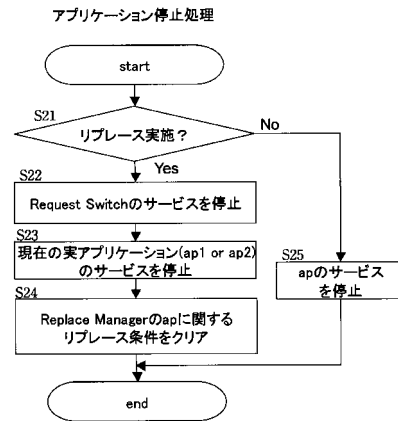 アプリケーション停止処理
start
S21
リプレース実施？
No
Yes
S22
Request Switchのサービスを停止
S23
現在の実アプリケーション(ap1 or ap2)
のサービスを停止
S25
apのサービス
を停止
S24
Replace Managerのapに関する
リプレース条件をクリア
end